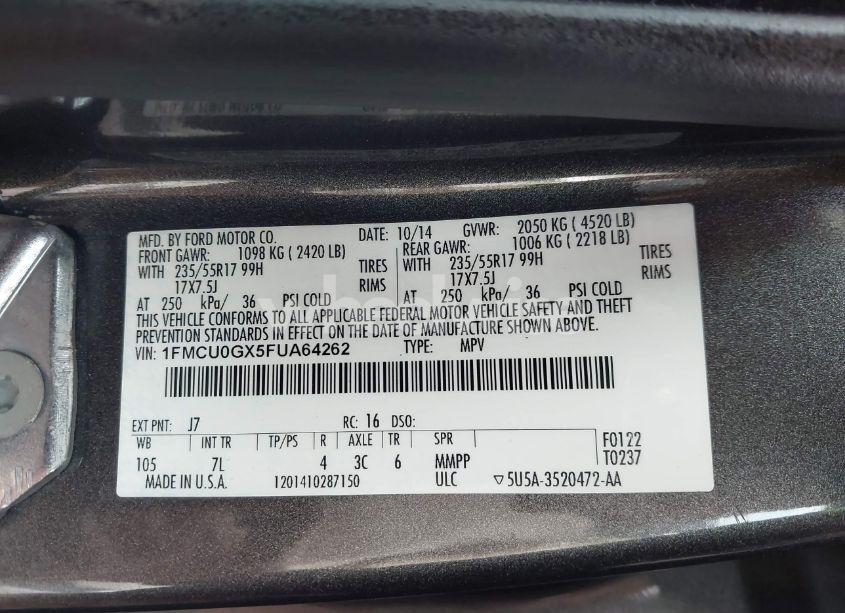 MFD. BY FORD MOTOR CO. DATE: 10/14 GVWR: 2050 KG ( 4520 LB)
FRONT GAWR: 1098 KG ( 2420 LB) REAR GAWR: 1006 KG ( 2218 LB)
WITH 235/55R17 99H TIRES WITH 235/55R17 99H TIRES
17X7.5J RIMS 17X7.5J RIMS
AT 250 kPa/ 36 PSI COLD AT 250 kPa/ 36 PSI COLD
THIS VEHICLE CONFORMS TO ALL APPLICABLE FEDERAL MOTOR VEHICLE SAFETY AND THEFT
PREVENTION STANDARDS IN EFFECT ON THE DATE OF MANUFACTURE SHOWN ABOVE.
VIN: 1FMCU0GX5FUA64262 TYPE: MPV
EXT PNT: J7 RC: 16 DSO:
WB INT TR TP/PS R AXLE TR SPR F0122
105 7L 4 3C 6 MMPP T0237
MADE IN U.S.A. 1201410287150 ULC ▽5U5A-3520472-AA